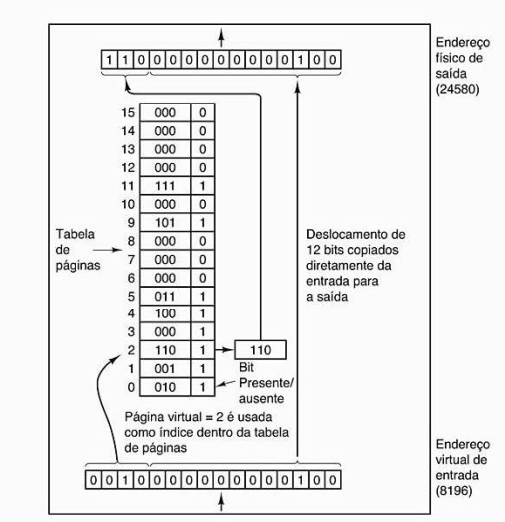 1 1 0 0 0 0 0 0 0 0 0 0 1 0 0
Endereço
físico de
saída
(24580)
15 000 0
14 000 0
13 000 0
12 000 0
11 111 1
10 000 0
9 101 1
8 000 0
7 000 0
6 000 0
5 011 1
4 100 1
3 000 1
2 110 1
1 001 1
0 010 1
Tabela
de
páginas
110
Bit
Presente/
ausente
Deslocamento de
12 bits copiados
diretamente da
entrada para
a saída
Página virtual = 2 é usada
como índice dentro da tabela
de páginas
0 0 1 0 0 0 0 0 0 0 0 0 0 1 0 0
Endereço
virtual de
entrada
(8196)